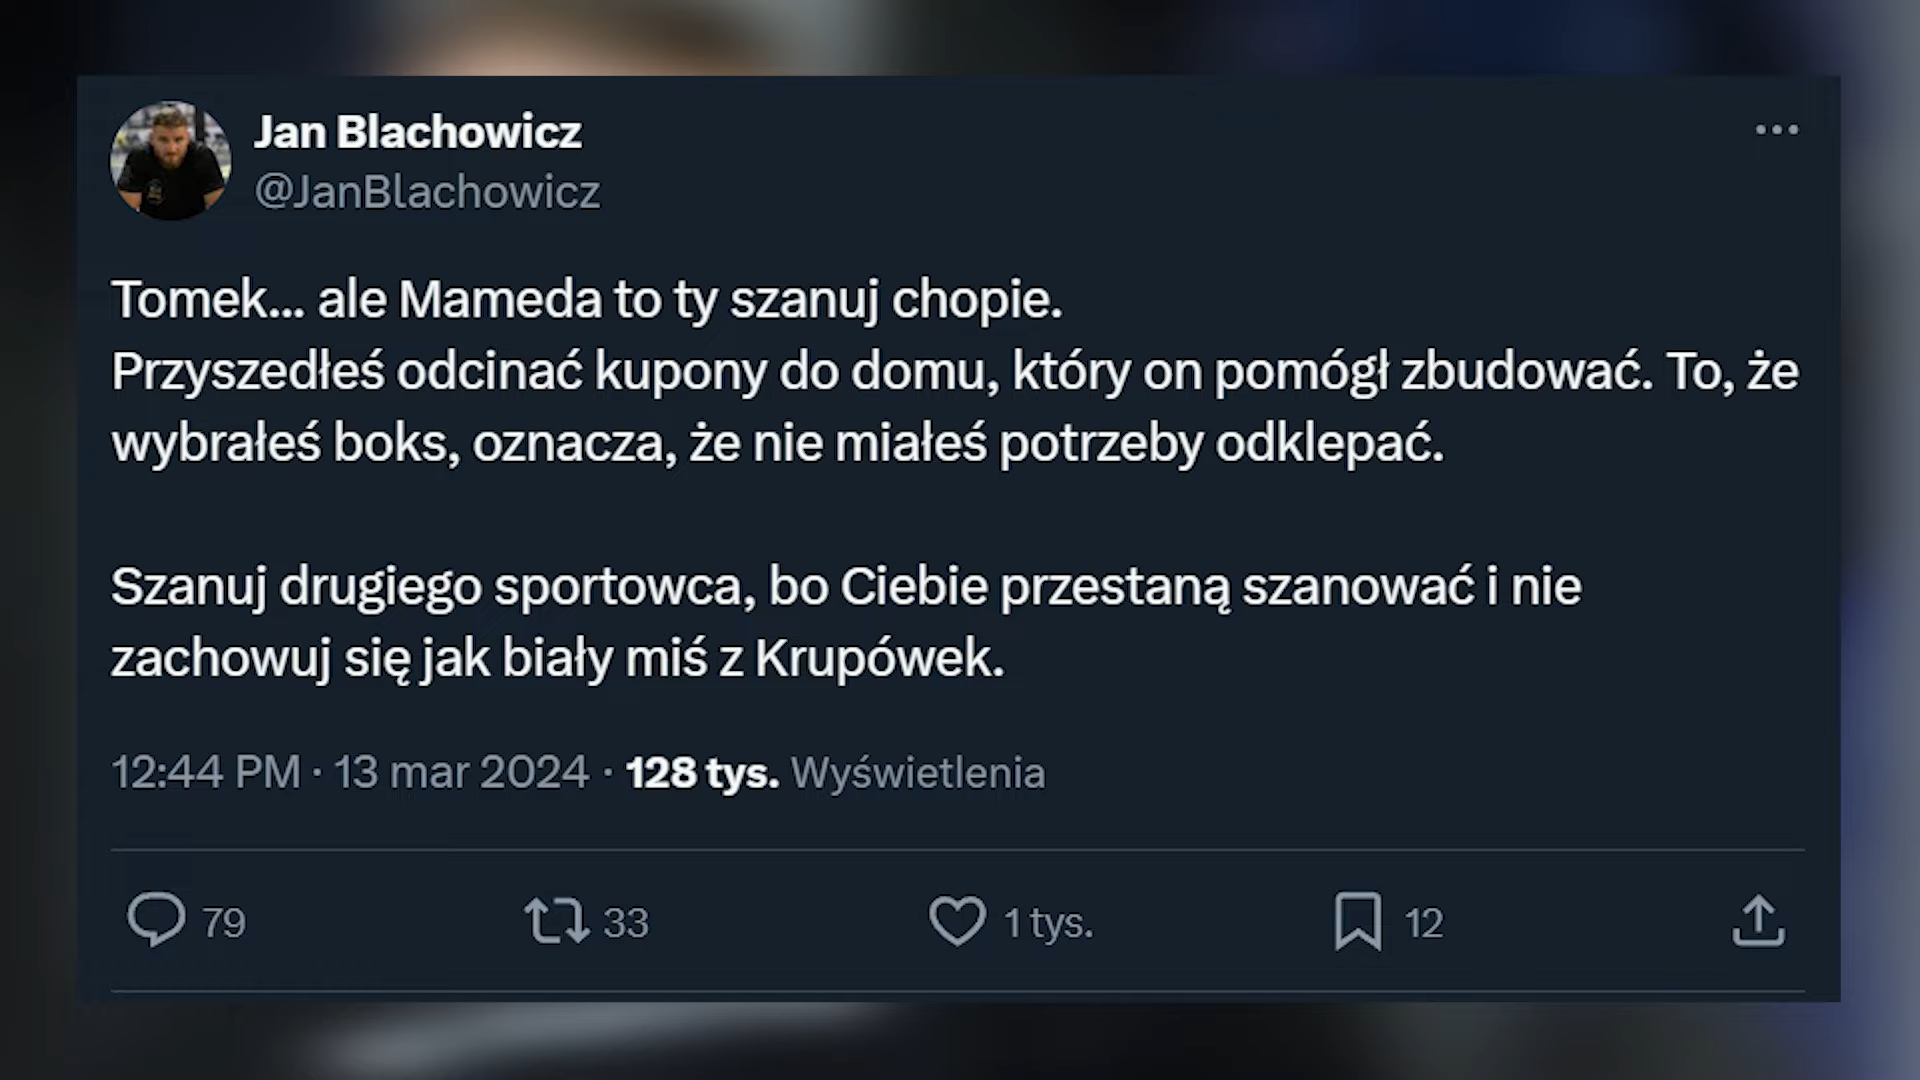 Jan Blachowicz
@JanBlachowicz
Tomek... ale Mameda to ty szanuj chopie.
Przyszedłeś odcinać kupony do domu, który on pomógł zbudować. To, że
wybrałeś boks, oznacza, że nie miałeś potrzeby odklepać.
Szanuj drugiego sportowca, bo Ciebie przestaną szanować i nie
zachowuj się jak biały miś z Krupówek.
12:44 PM · 13 mar 2024 · 128 tys. Wyświetlenia
79 33 1 tys. 12